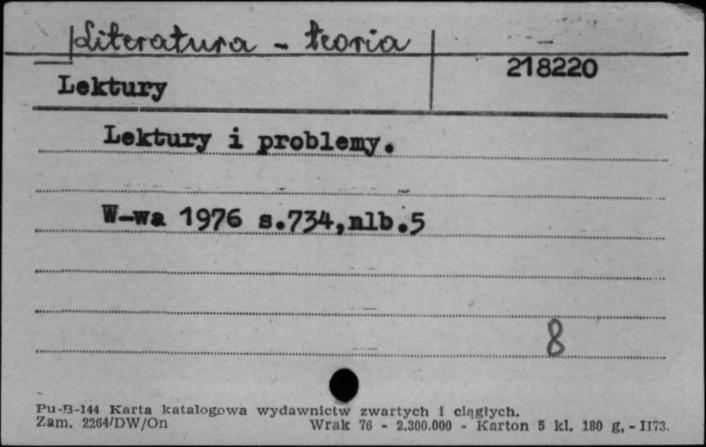 Literatura - teoria
218220
Lektury
Lektury i problemy.
W-wa 1976 s.734,nlb.5
8
Pu-B-144 Karta katalogowa wydawnictw zwartych i ciągłych.
Zam. 2264/DW/On Wrak 76 - 2.300.000 - Karton 5 kl. 180 g, - II73.